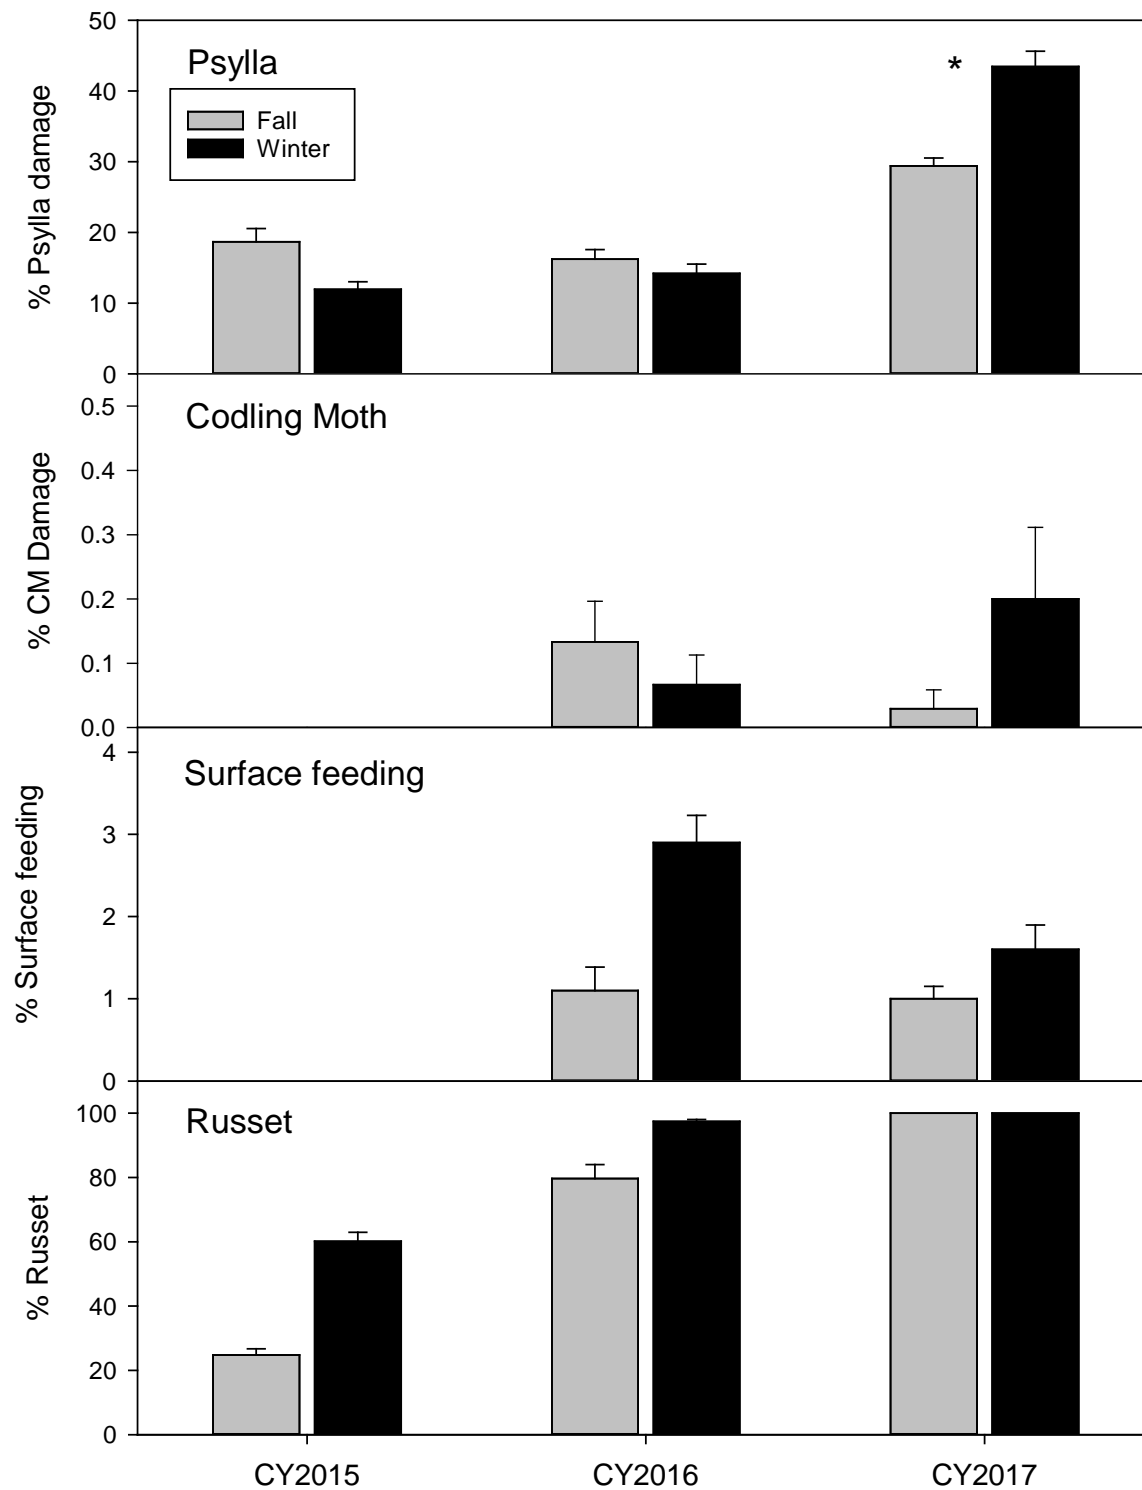 Psylla
Fall
Winter
*
% Psylla damage
50
40
30
20
10
0
Codling Moth
% CM Damage
0.5
0.4
0.3
0.2
0.1
0.0
Surface feeding
% Surface feeding
4
3
2
1
0
Russet
% Russet
100
80
60
40
20
0
CY2015 CY2016 CY2017